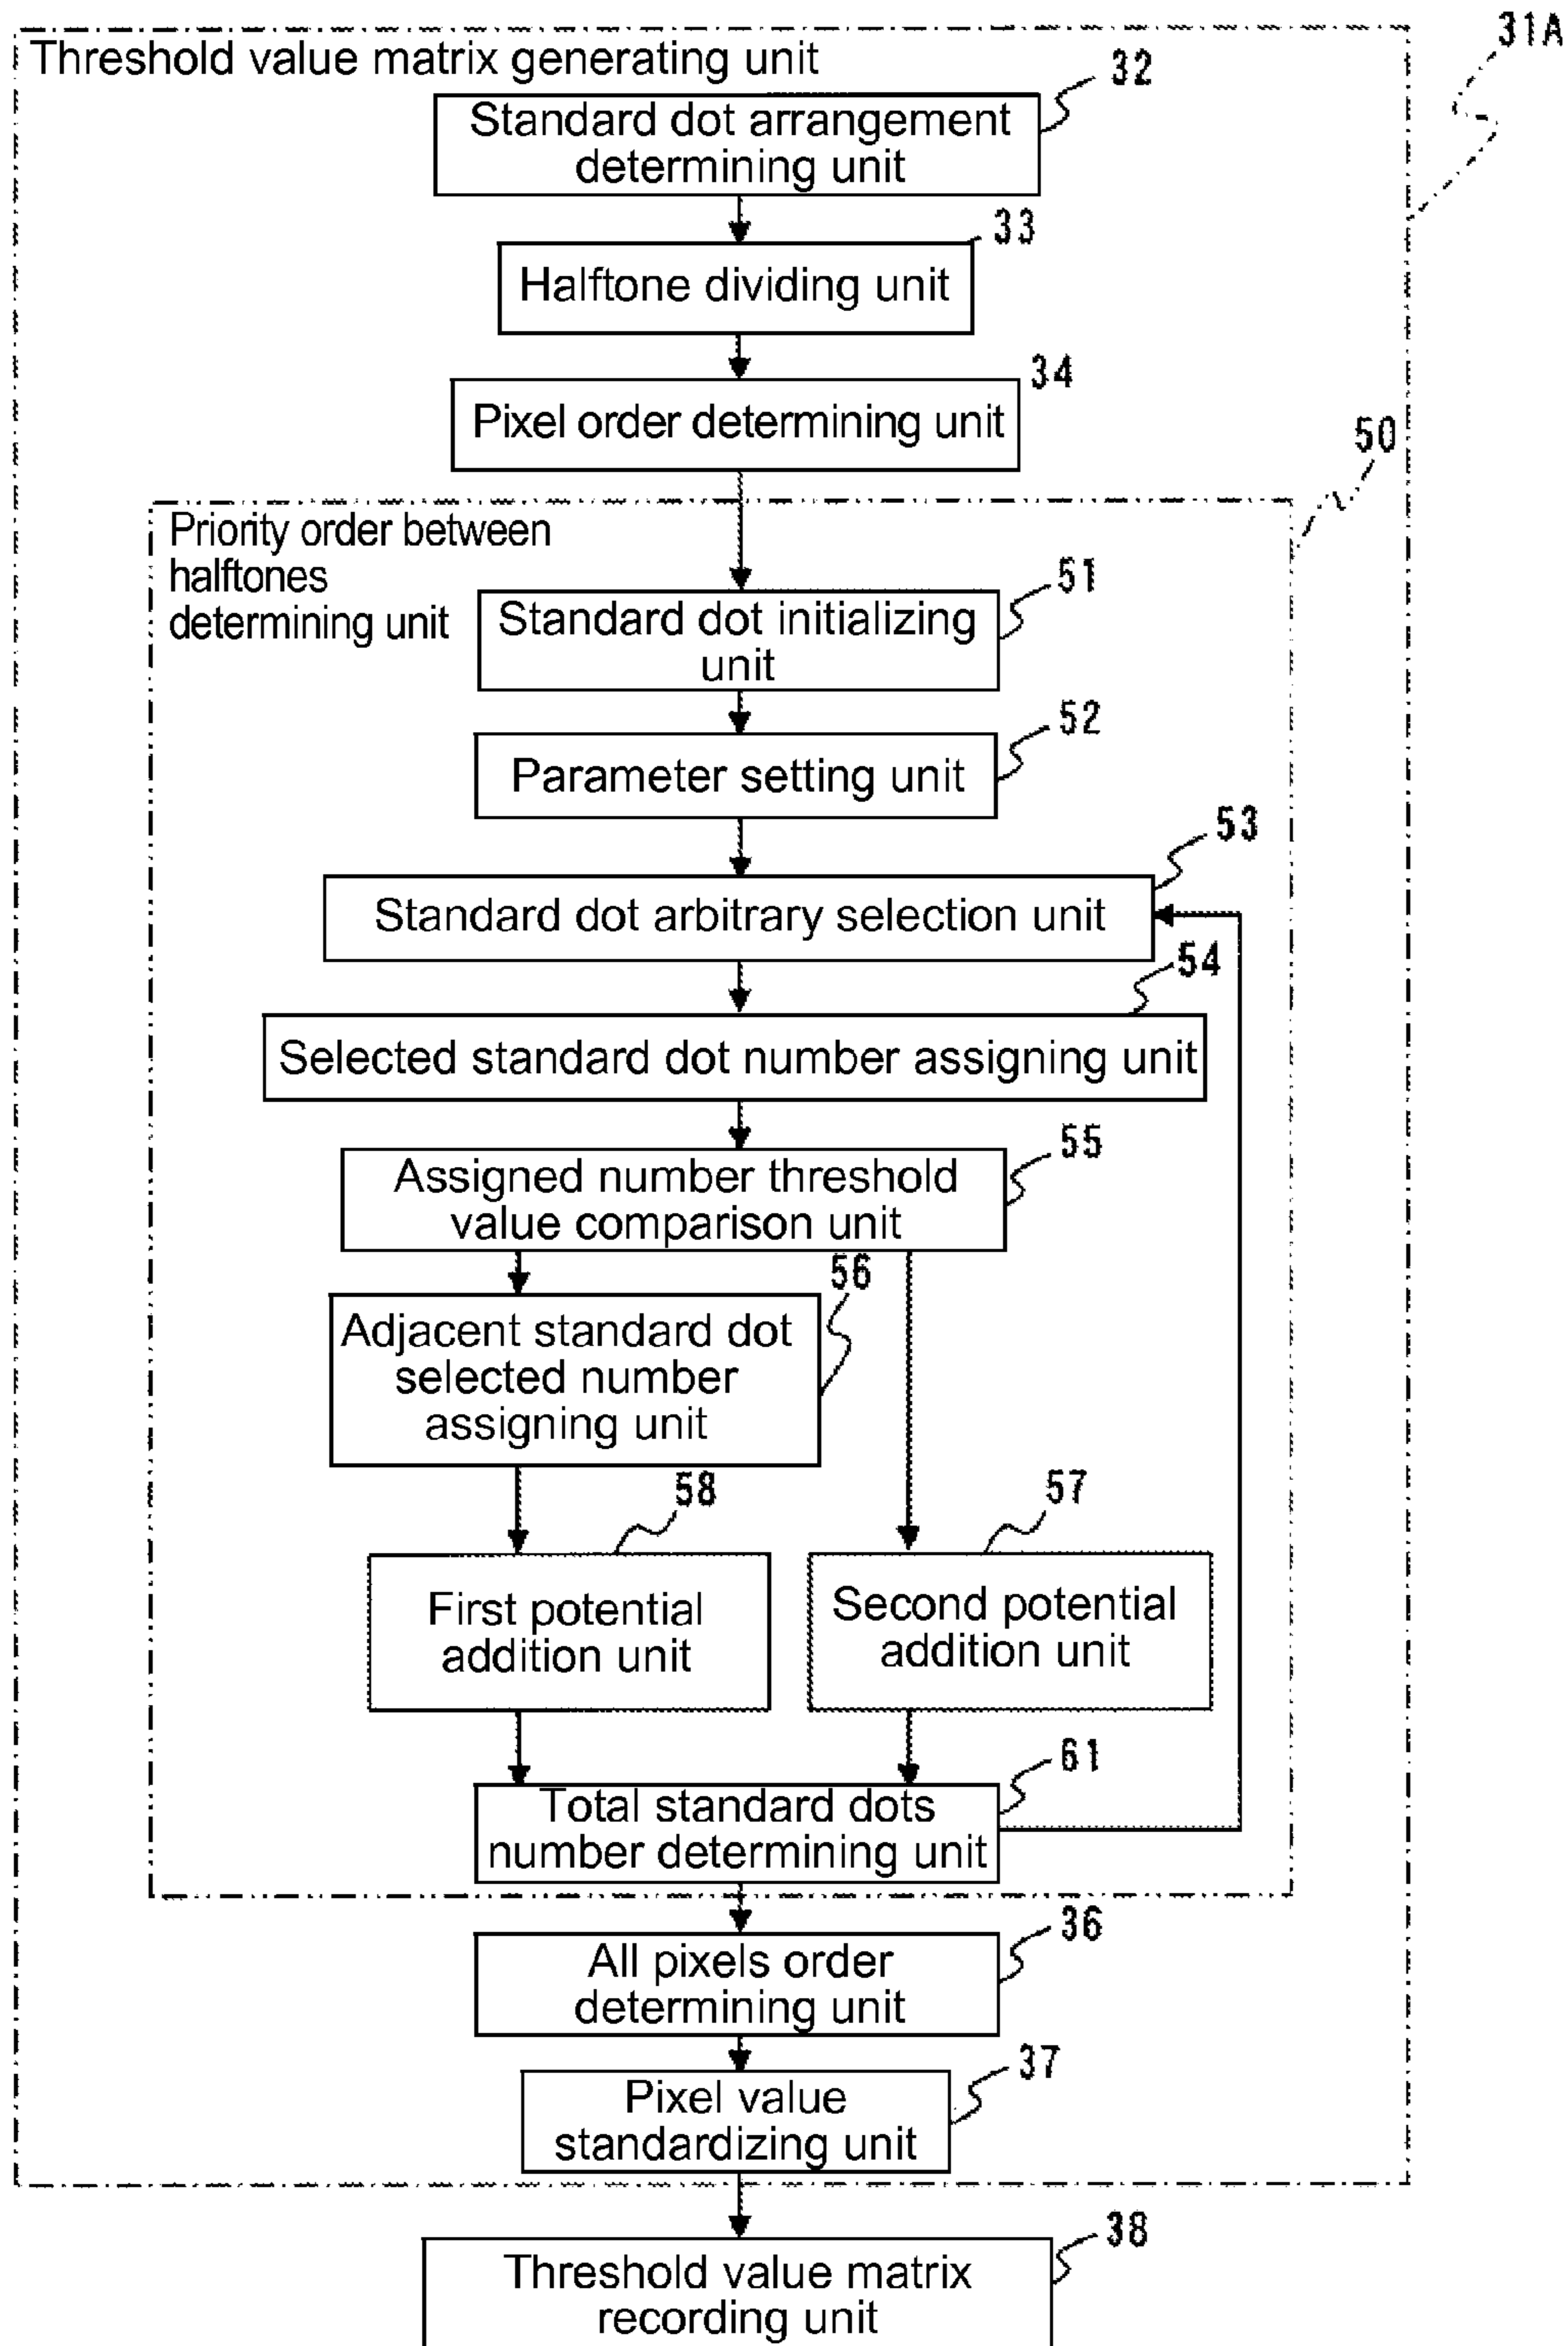 31A
Threshold value matrix generating unit
32
Standard dot arrangement
determining unit
33
Halftone dividing unit
34
Pixel order determining unit
50
Priority order between
halftones
determining unit
51
Standard dot initializing
unit
52
Parameter setting unit
53
Standard dot arbitrary selection unit
54
Selected standard dot number assigning unit
55
Assigned number threshold
value comparison unit
56
Adjacent standard dot
selected number
assigning unit
58
57
First potential
addition unit
Second potential
addition unit
61
Total standard dots
number determining unit
36
All pixels order
determining unit
37
Pixel value
standardizing unit
38
Threshold value matrix
recording unit